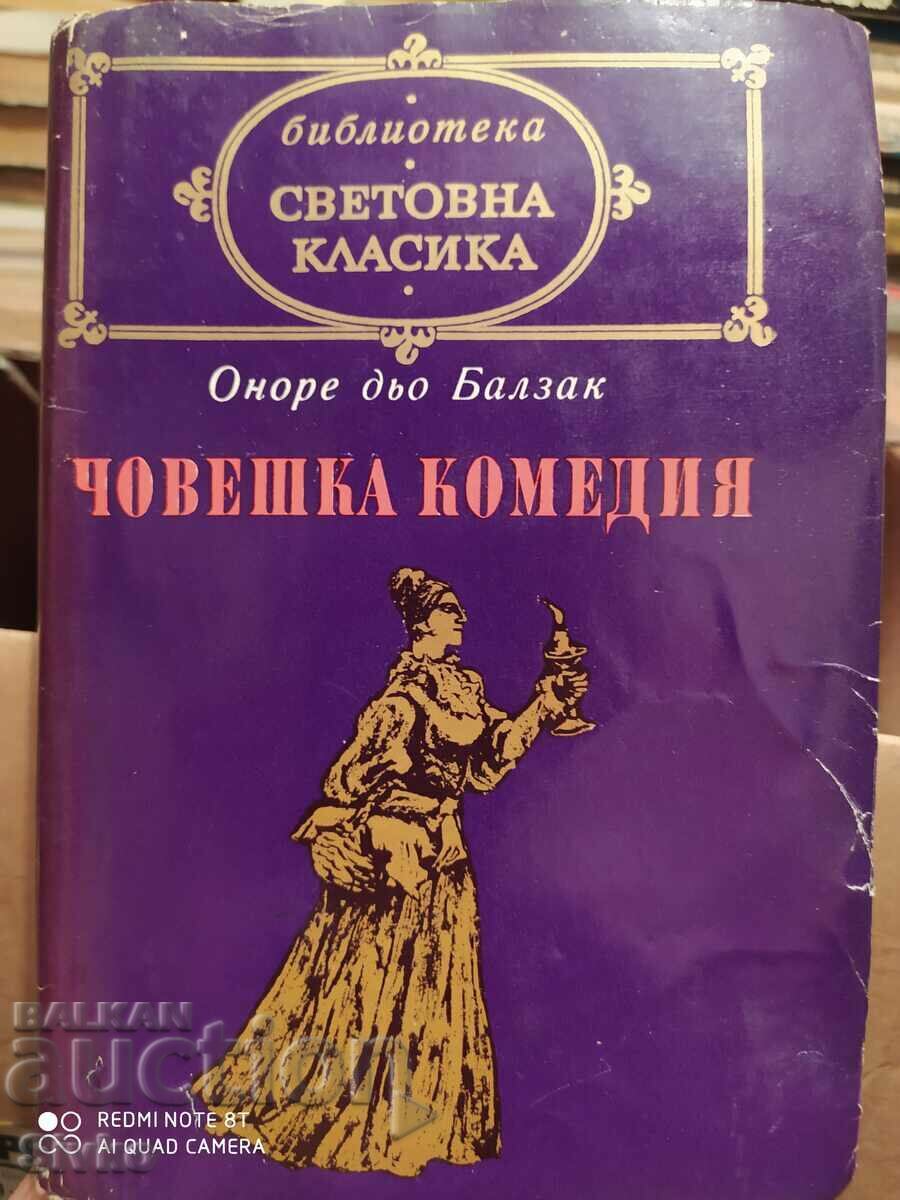 библиотека
СВЕТОВНА
КЛАСИКА
Оноре дьо Балзак
ЧОВЕШКА КОМЕДИЯ
BALKAN
auction
REDMI NOTE 8T
AI QUAD CAMERA